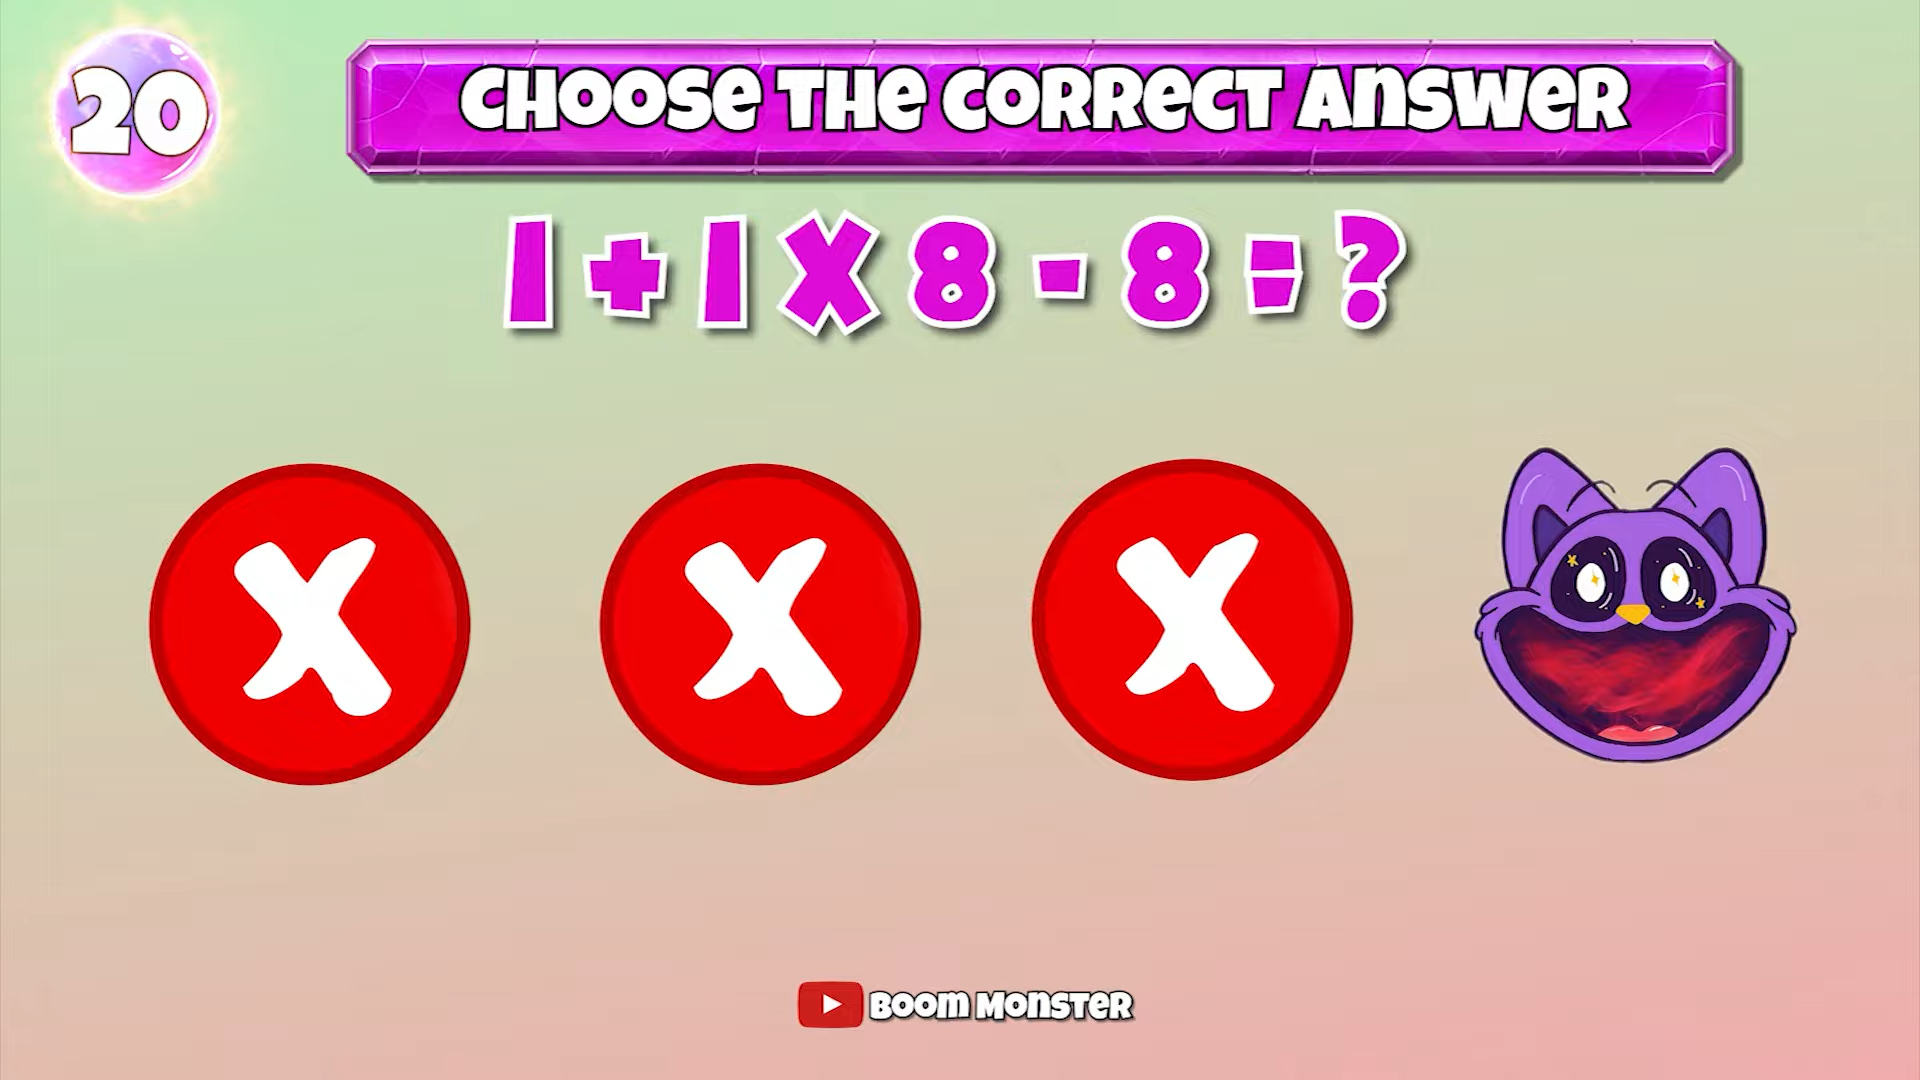 20
CHOOSE THE CORRECT ANSWER
1 + 1 X 8 - 8 = ?
X X X
BOOM MONSTER